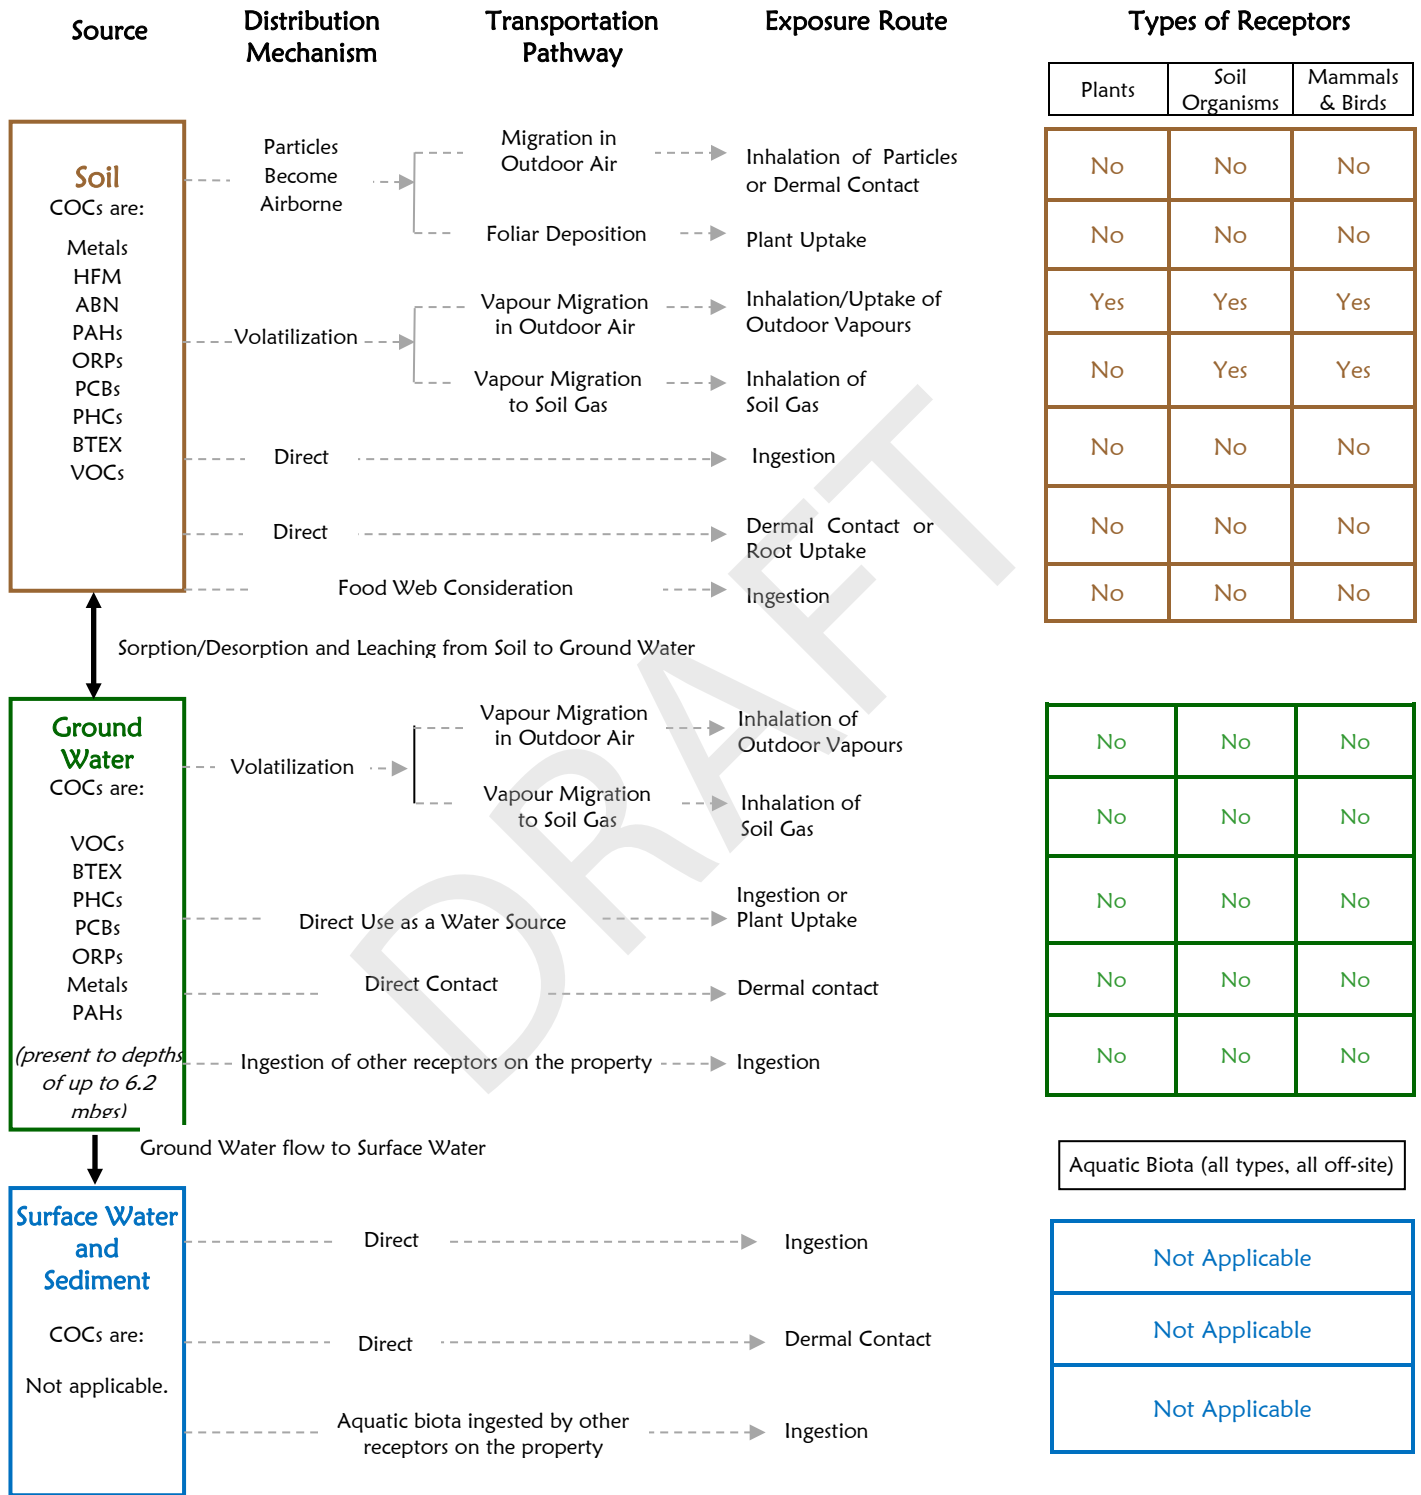 Source
Distribution
Mechanism
Transportation
Pathway
Exposure Route
Types of Receptors
Plants
Soil
Organisms
Mammals
& Birds
Soil
COCs are:
Metals
HFM
ABN
PAHs
ORPs
PCBs
PHCs
BTEX
VOCs
Particles
Become
Airborne
Migration in
Outdoor Air
Inhalation of Particles
or Dermal Contact
No No No
Foliar Deposition
Plant Uptake
No No No
Volatilization
Vapour Migration
in Outdoor Air
Inhalation/Uptake of
Outdoor Vapours
Yes Yes Yes
Vapour Migration
to Soil Gas
Inhalation of
Soil Gas
No Yes Yes
Direct
Ingestion
No No No
Direct
Dermal Contact or
Root Uptake
No No No
Food Web Consideration
Ingestion
No No No
Sorption/Desorption and Leaching from Soil to Ground Water
Ground
Water
COCs are:
VOCs
BTEX
PHCs
PCBs
ORPs
Metals
PAHs
(present to depths
of up to 6.2
mbgs)
Volatilization
Vapour Migration
in Outdoor Air
Inhalation of
Outdoor Vapours
No No No
Vapour Migration
to Soil Gas
Inhalation of
Soil Gas
No No No
Direct Use as a Water Source
Ingestion or
Plant Uptake
No No No
Direct Contact
Dermal contact
No No No
Ingestion of other receptors on the property
Ingestion
No No No
Ground Water flow to Surface Water
Aquatic Biota (all types, all off-site)
Surface Water
and
Sediment
COCs are:
Not applicable.
Direct
Ingestion
Not Applicable
Direct
Dermal Contact
Not Applicable
Aquatic biota ingested by other
receptors on the property
Ingestion
Not Applicable
DRAFT